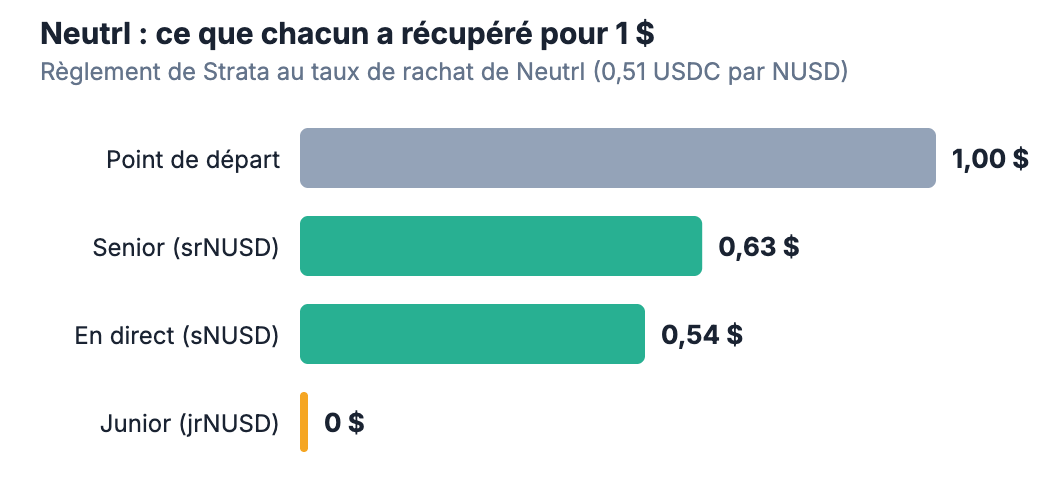 Neutrl : ce que chacun a récupéré pour 1 $
Règlement de Strata au taux de rachat de Neutrl (0,51 USDC par NUSD)
Point de départ 1,00 $
Senior (srNUSD) 0,63 $
En direct (sNUSD) 0,54 $
Junior (jrNUSD) 0 $